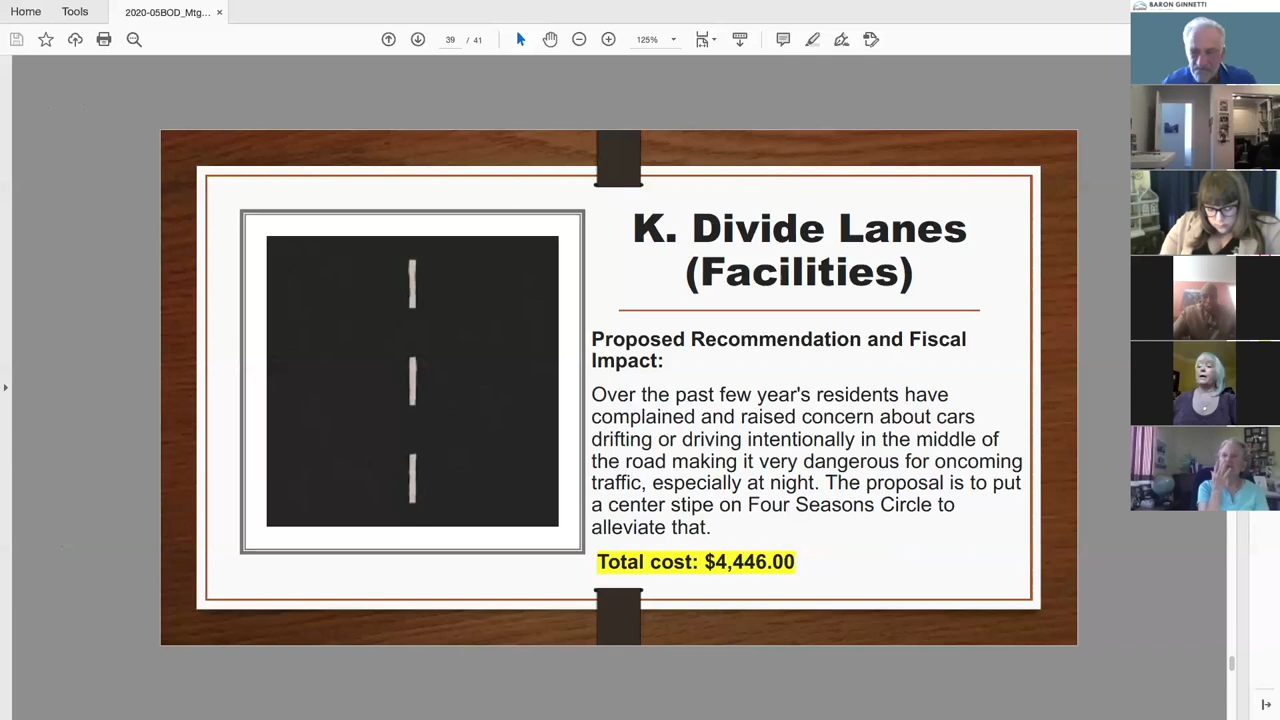 Home
Tools
2020-05BOD_Mtg... ×
39 / 41
125%
BARON GINNETTI
K. Divide Lanes
(Facilities)
Proposed Recommendation and Fiscal
Impact:
Over the past few year's residents have
complained and raised concern about cars
drifting or driving intentionally in the middle of
the road making it very dangerous for oncoming
traffic, especially at night. The proposal is to put
a center stipe on Four Seasons Circle to
alleviate that.
Total cost: $4,446.00